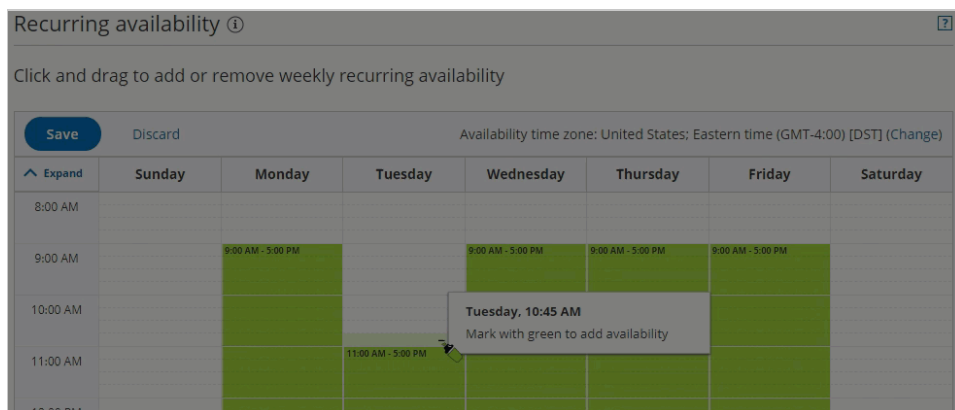 Recurring availability ⓘ ?
Click and drag to add or remove weekly recurring availability
Save Discard Availability time zone: United States; Eastern time (GMT-4:00) [DST] (Change)
Expand Sunday Monday Tuesday Wednesday Thursday Friday Saturday
8:00 AM
9:00 AM - 5:00 PM 9:00 AM - 5:00 PM 9:00 AM - 5:00 PM 9:00 AM - 5:00 PM
9:00 AM
10:00 AM
Tuesday, 10:45 AM
Mark with green to add availability
11:00 AM - 5:00 PM
11:00 AM